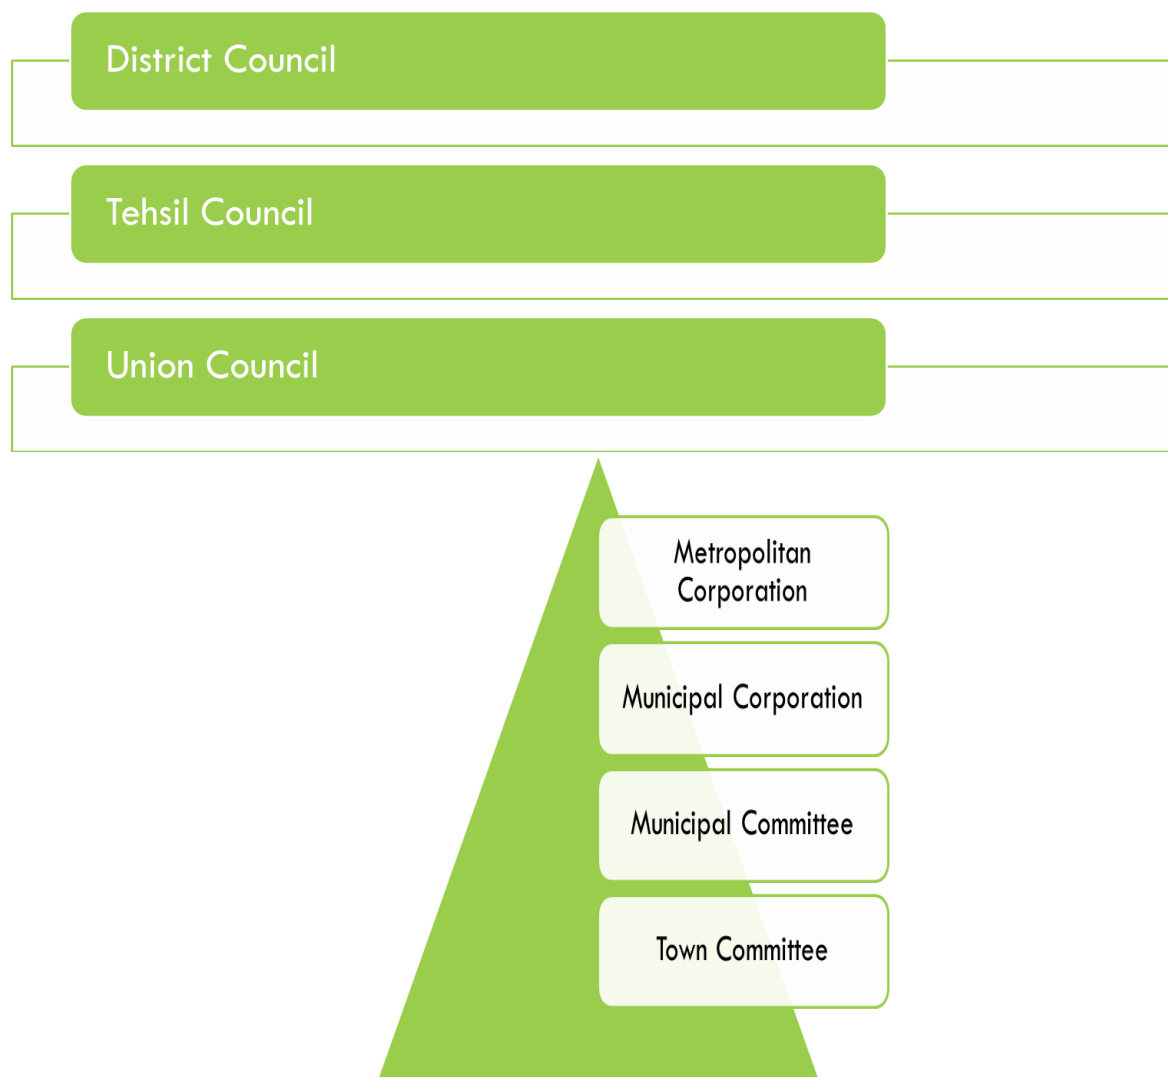 District Council
Tehsil Council
Union Council
Metropolitan
Corporation
Municipal Corporation
Municipal Committee
Town Committee